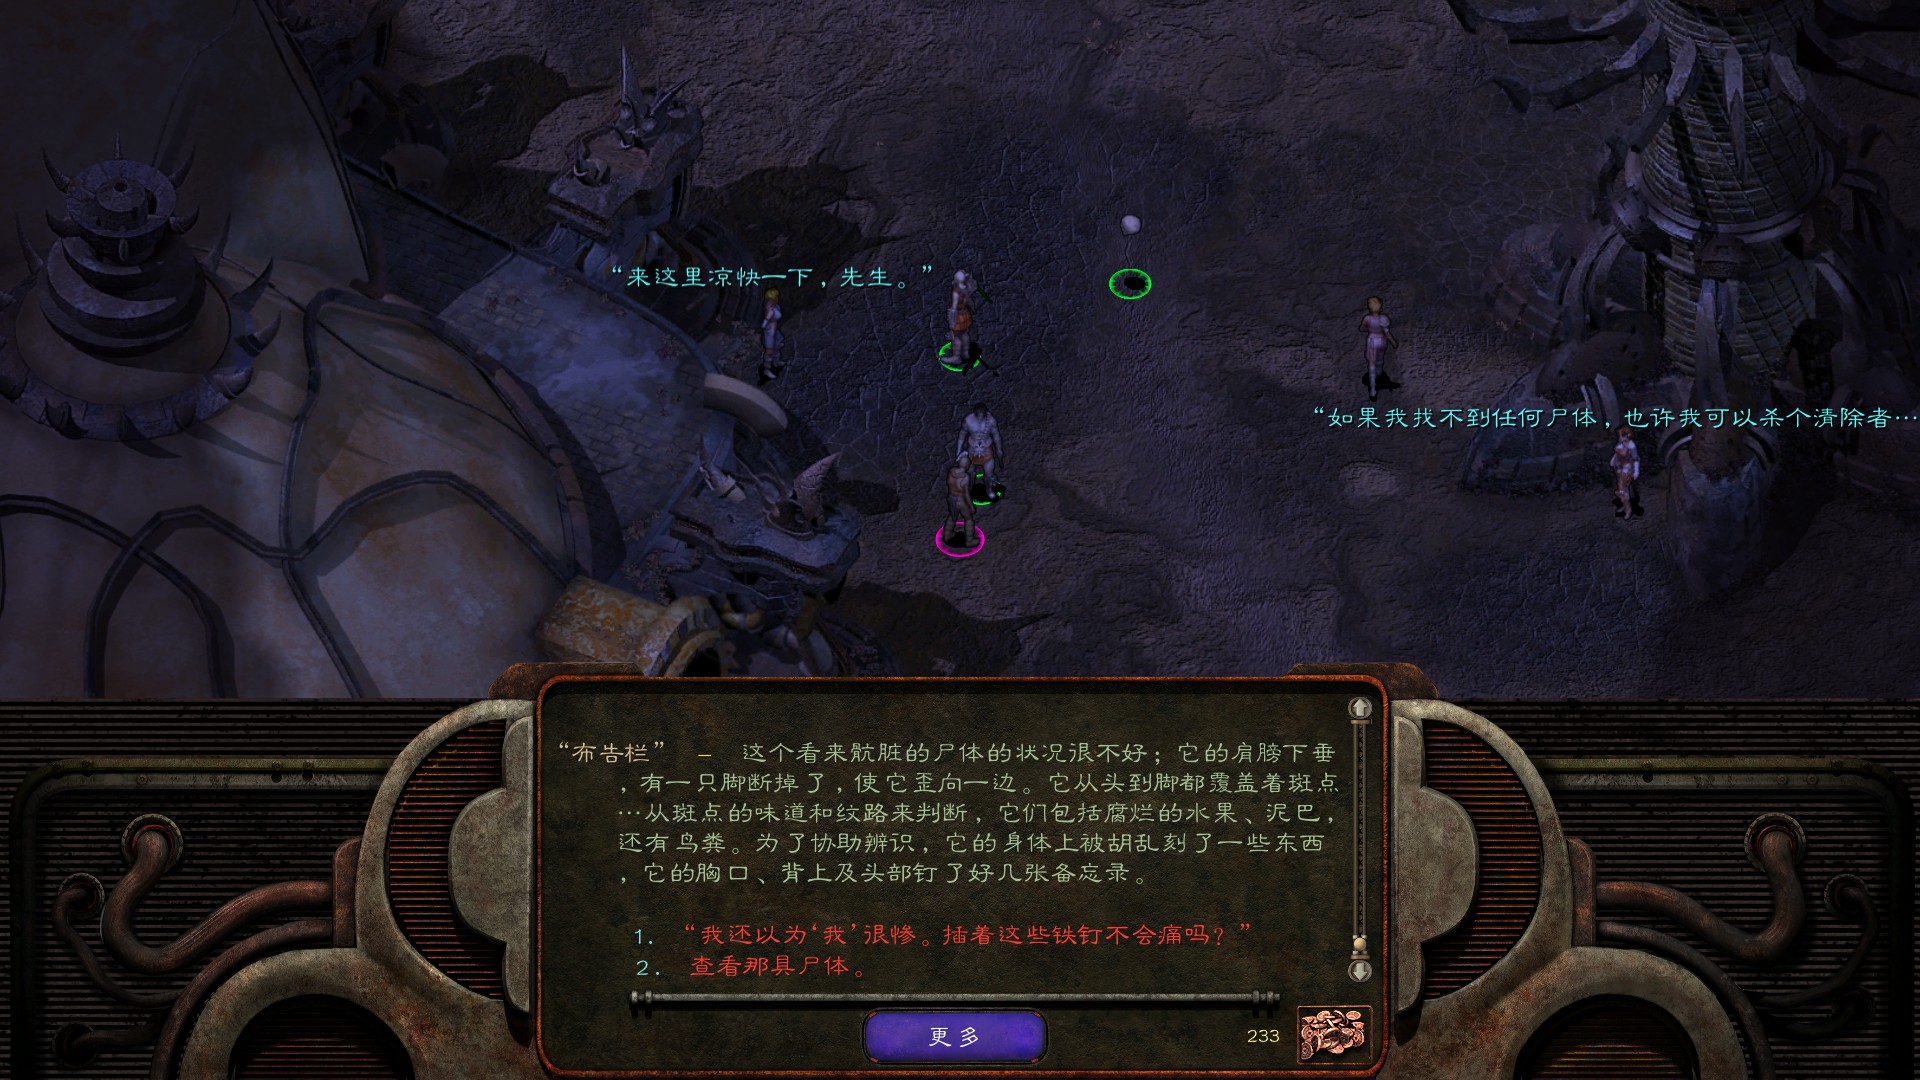 “来这里凉快一下，先生。”
“如果我找不到任何尸体，也许我可以杀个清除者…
“布告栏” – 这个看来骯脏的尸体的状况很不好；它的肩膀下垂
，有一只脚断掉了，使它歪向一边。它从头到脚都覆盖着斑点
…从斑点的味道和纹路来判断，它们包括腐烂的水果、泥巴，
还有鸟粪。为了协助辨识，它的身体上被胡乱刻了一些东西
，它的胸口、背上及头部钉了好几张备忘录。
1. “我还以为‘我’很惨。插着这些铁钉不会痛吗？”
2. 查看那具尸体。
更多
233